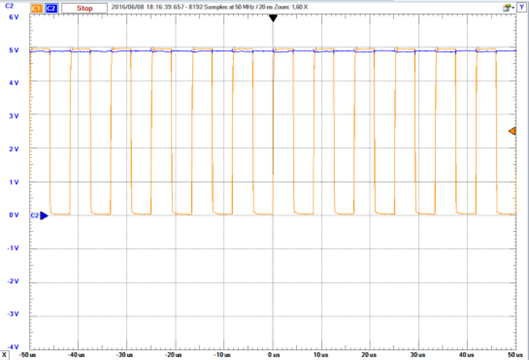 C2 C1 C2 Stop 2016/06/08 18:16:39.657 - 8192 Samples at 50 MHz / 20 ns Zoom: 1,60 X Y
6 V
5 V
4 V
3 V
2 V
1 V
0 V C2
-1 V
-2 V
-3 V
-4 V
X -50 us -40 us -30 us -20 us -10 us 0 us 10 us 20 us 30 us 40 us 50 us